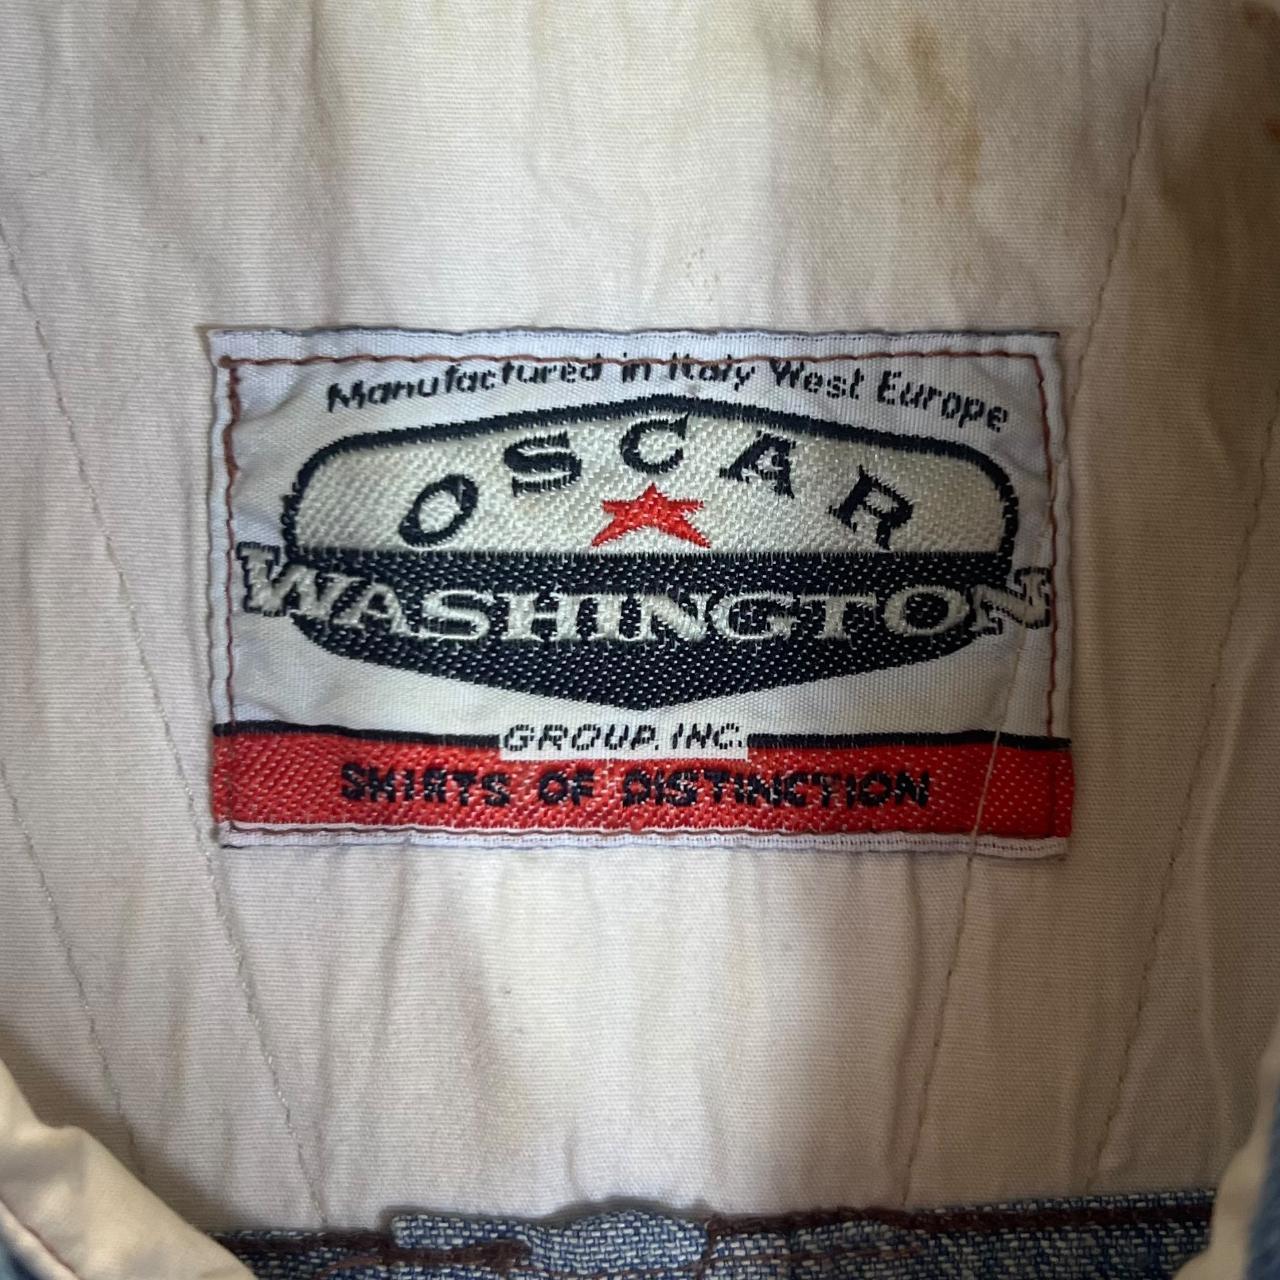 Manufactured in Italy West Europe
OSCAR
WASHINGTON
GROUP. INC.
SHIRTS OF DISTINCTION